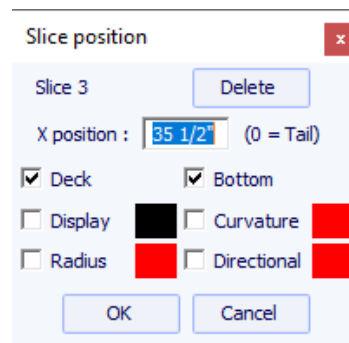 Slice position x
Slice 3 Delete
X position : 35 1/2" (0 = Tail)
Deck Bottom
Display Curvature
Radius Directional
OK Cancel